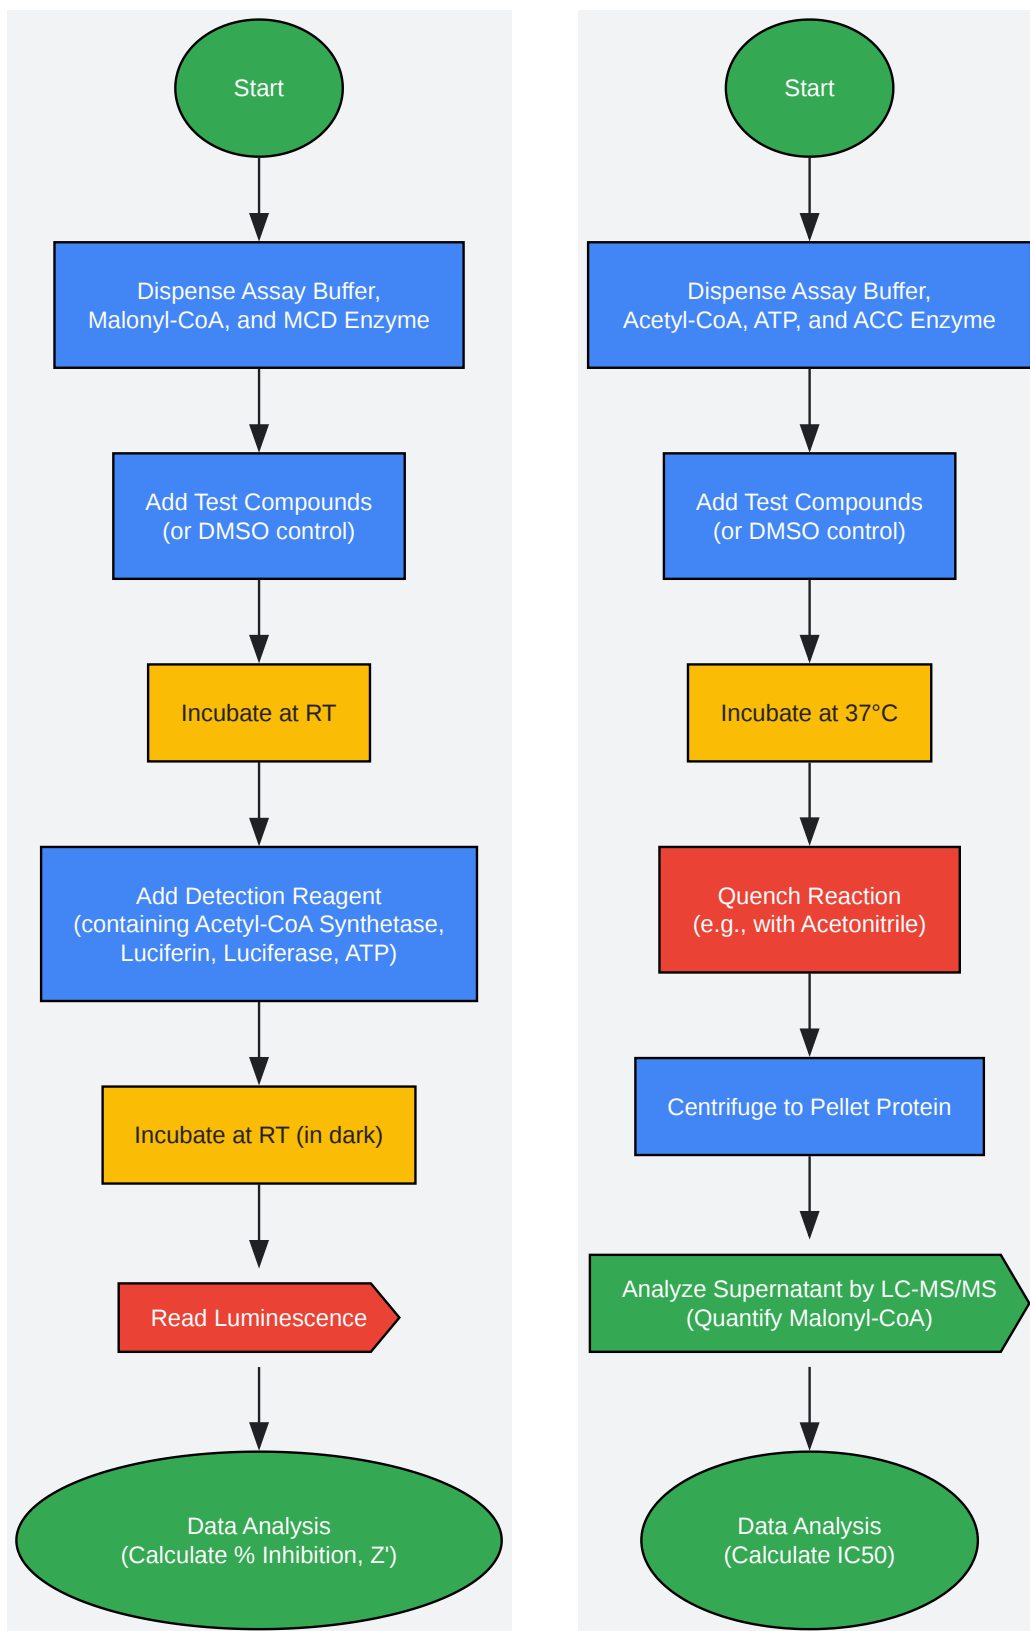 Start
Dispense Assay Buffer,
Malonyl-CoA, and MCD Enzyme
Add Test Compounds
(or DMSO control)
Incubate at RT
Add Detection Reagent
(containing Acetyl-CoA Synthetase,
Luciferin, Luciferase, ATP)
Incubate at RT (in dark)
Read Luminescence
Data Analysis
(Calculate % Inhibition, Z')
Start
Dispense Assay Buffer,
Acetyl-CoA, ATP, and ACC Enzyme
Add Test Compounds
(or DMSO control)
Incubate at 37°C
Quench Reaction
(e.g., with Acetonitrile)
Centrifuge to Pellet Protein
Analyze Supernatant by LC-MS/MS
(Quantify Malonyl-CoA)
Data Analysis
(Calculate IC50)